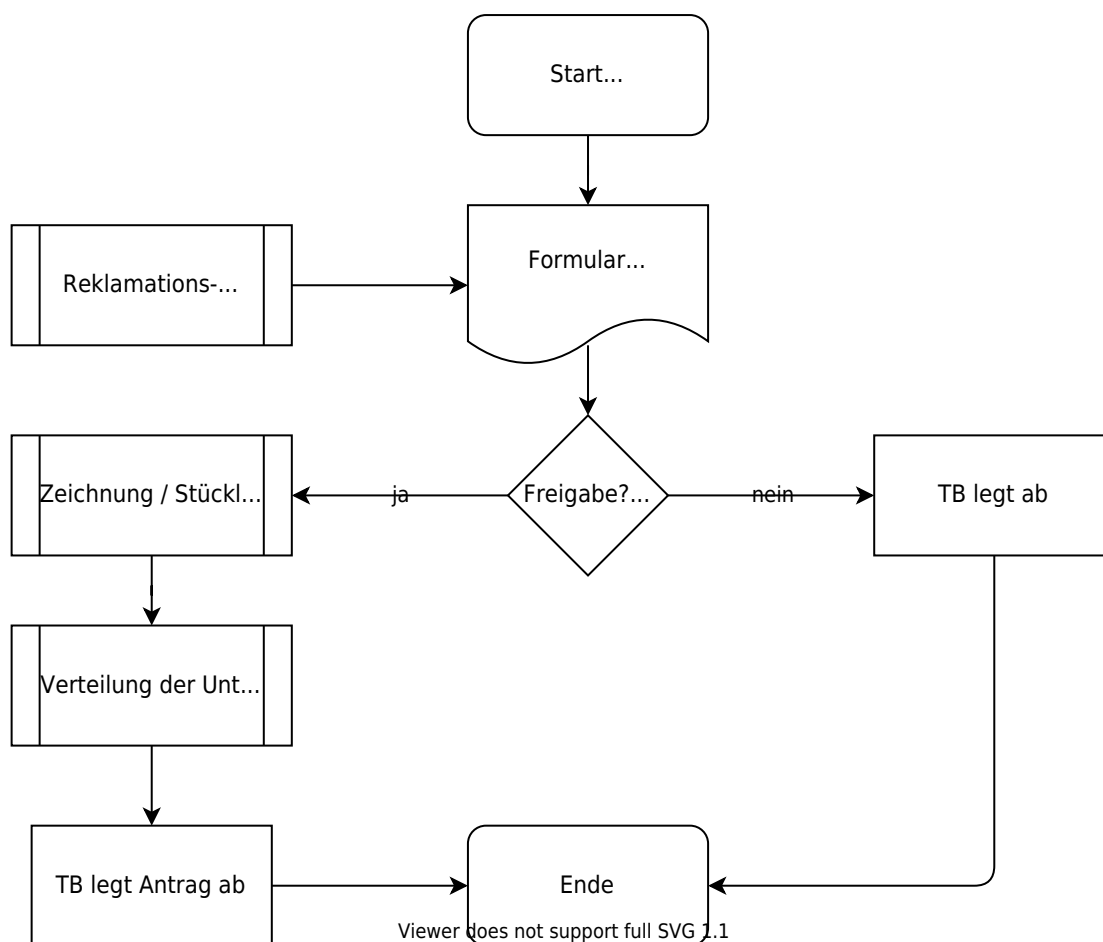 Start...
Formular...
Reklamations-...
Zeichnung / Stückl...
ja
Freigabe?...
nein
TB legt ab
Verteilung der Unt...
TB legt Antrag ab
Ende
Viewer does not support full SVG 1.1